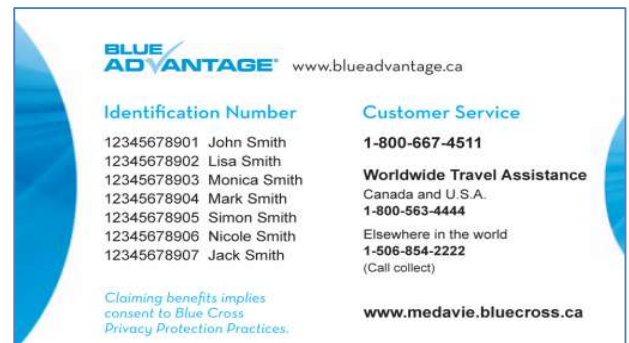 BLUE ADVANTAGE® www.blueadvantage.ca
Identification Number
12345678901 John Smith
12345678902 Lisa Smith
12345678903 Monica Smith
12345678904 Mark Smith
12345678905 Simon Smith
12345678906 Nicole Smith
12345678907 Jack Smith
Claiming benefits implies
consent to Blue Cross
Privacy Protection Practices.
Customer Service
1-800-667-4511
Worldwide Travel Assistance
Canada and U.S.A.
1-800-563-4444
Elsewhere in the world
1-506-854-2222
(Call collect)
www.medavie.bluecross.ca